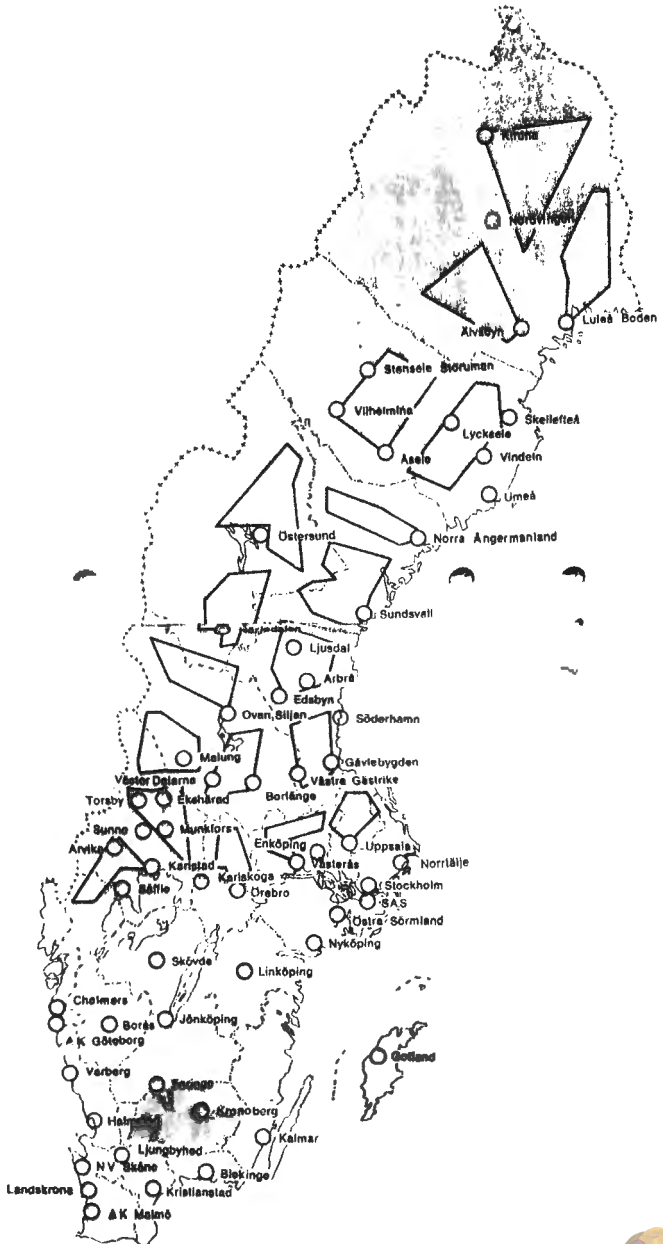 Kiruna
Nordvingen
Älvsbyn
Luleå Boden
Stensele Storuman
Vilhelmina
Skellefteå
Lycksele
Åsele
Vindeln
Umeå
Östersund
Norra Ångermanland
Sundsvall
Härjedalen
Ljusdal
Arbrå
Edsbyn
Ovan,Siljan
Söderhamn
Malung
Gävlebygden
Väster Dalarna
Västra Gästrike
Borlänge
Torsby
Ekshärad
Sunne
Munkfors
Arvika
Enköping
Uppsala
Karlstad
Västerås
Norrtälje
Karlskoga
Säffle
Örebro
Stockholm
SAS
Östra Sörmland
Nyköping
Skövde
Linköping
Chalmers
Borås
Jönköping
AK Göteborg
Gotland
Varberg
Kronoberg
Kalmar
Ljungbyhed
NV Skåne
Blekinge
Landskrona
Kristianstad
AK Malmö